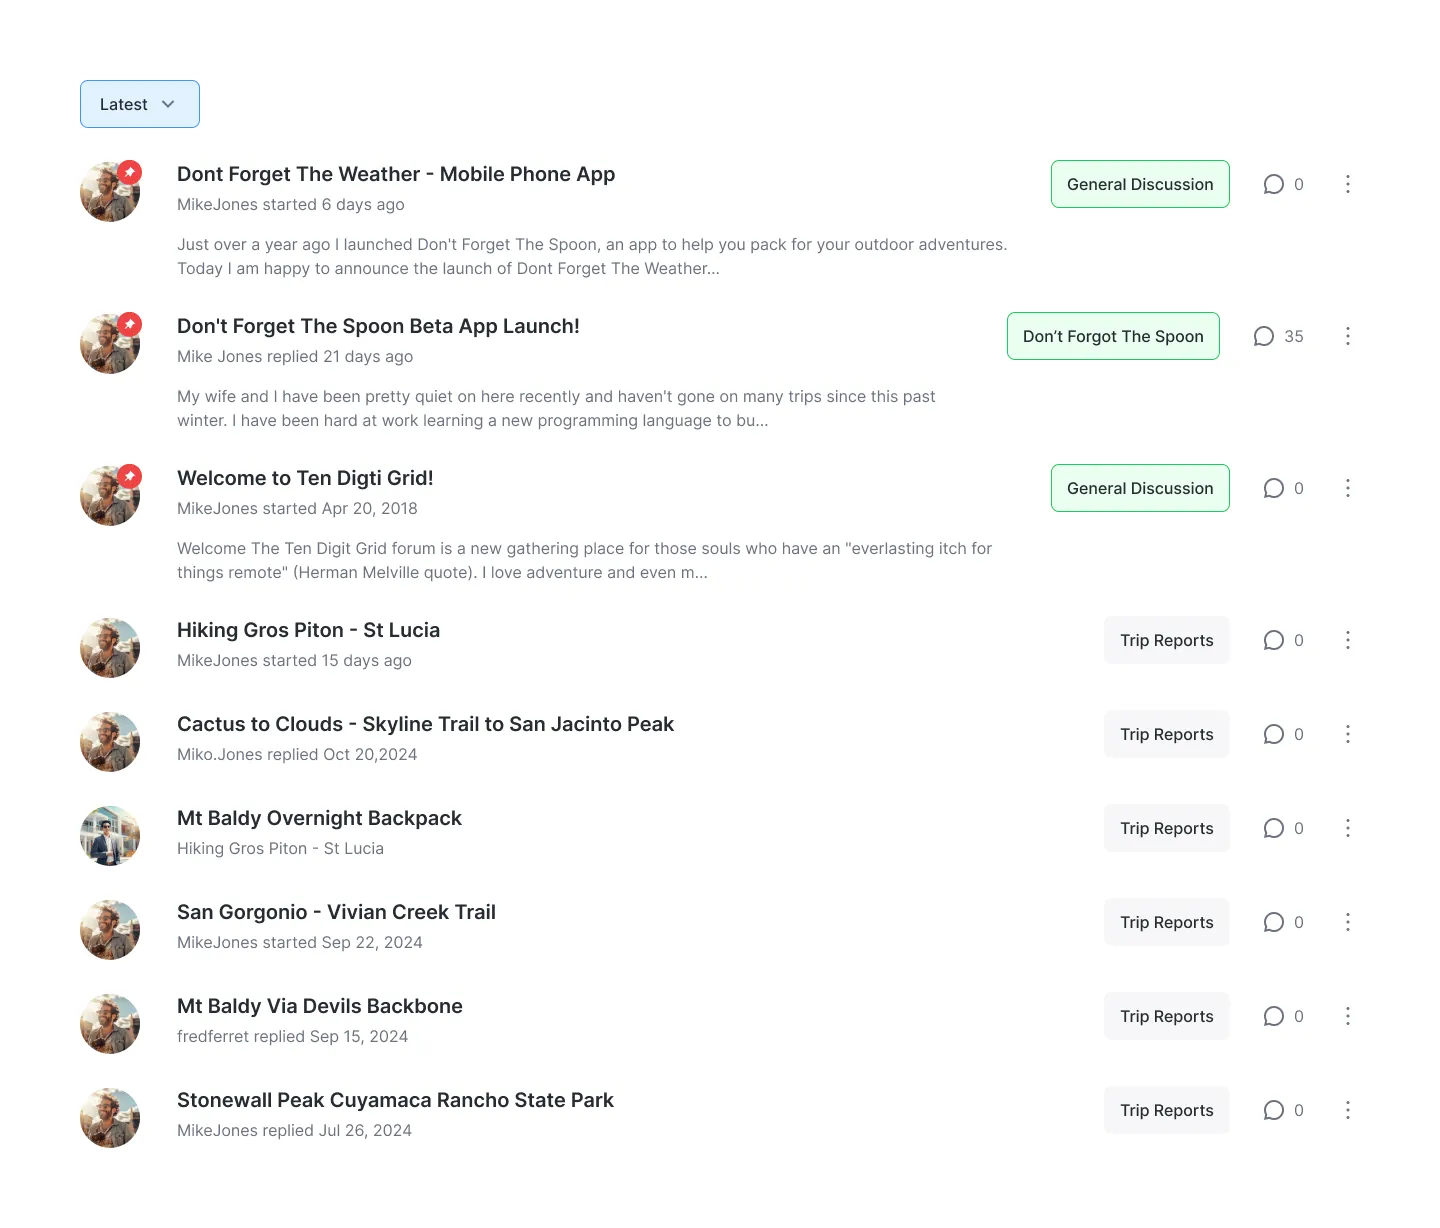 Latest
Dont Forget The Weather - Mobile Phone App
General Discussion
0
MikeJones started 6 days ago
Just over a year ago I launched Don't Forget The Spoon, an app to help you pack for your outdoor adventures.
Today I am happy to announce the launch of Dont Forget The Weather...
Don't Forget The Spoon Beta App Launch!
Don’t Forgot The Spoon
35
Mike Jones replied 21 days ago
My wife and I have been pretty quiet on here recently and haven't gone on many trips since this past
winter. I have been hard at work learning a new programming language to bu...
Welcome to Ten Digti Grid!
General Discussion
0
MikeJones started Apr 20, 2018
Welcome The Ten Digit Grid forum is a new gathering place for those souls who have an "everlasting itch for
things remote" (Herman Melville quote). I love adventure and even m...
Hiking Gros Piton - St Lucia
Trip Reports
0
MikeJones started 15 days ago
Cactus to Clouds - Skyline Trail to San Jacinto Peak
Trip Reports
0
Miko.Jones replied Oct 20,2024
Mt Baldy Overnight Backpack
Trip Reports
0
Hiking Gros Piton - St Lucia
San Gorgonio - Vivian Creek Trail
Trip Reports
0
MikeJones started Sep 22, 2024
Mt Baldy Via Devils Backbone
Trip Reports
0
fredferret replied Sep 15, 2024
Stonewall Peak Cuyamaca Rancho State Park
Trip Reports
0
MikeJones replied Jul 26, 2024